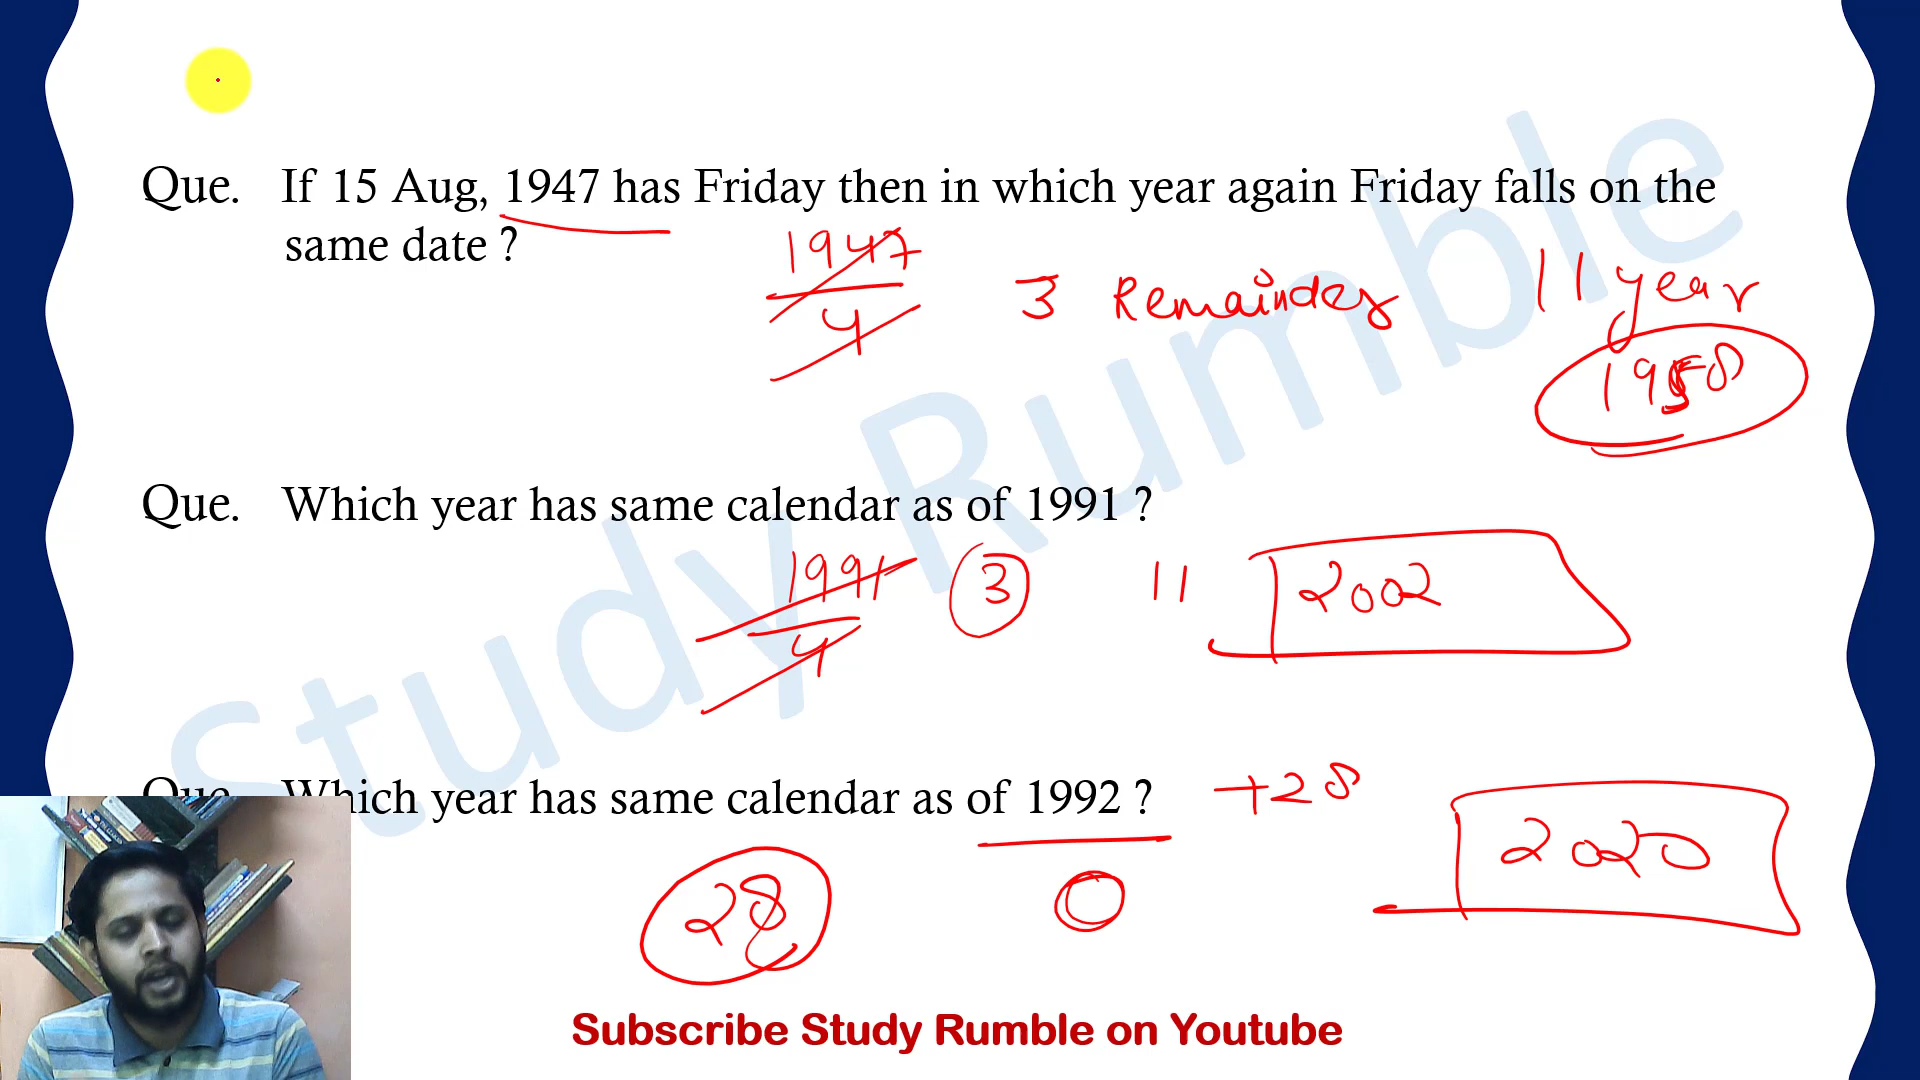 Que. If 15 Aug, 1947 has Friday then in which year again Friday falls on the
same date ?
1947
4
3 Remainder
11 year
1958
Que. Which year has same calendar as of 1991 ?
1991
4
3
11
2002
Que. Which year has same calendar as of 1992 ?
+28
2020
28
0
Study Rumble
Subscribe Study Rumble on Youtube